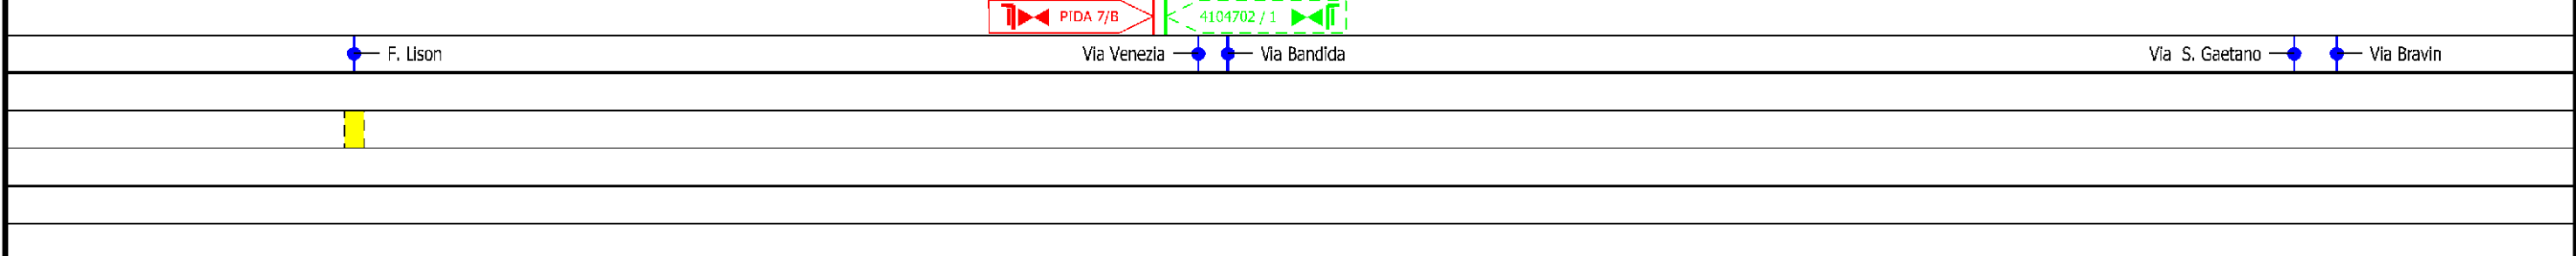 PIDA 7/B 4104702 / 1
F. Lison Via Venezia Via Bandida Via S. Gaetano Via Bravin